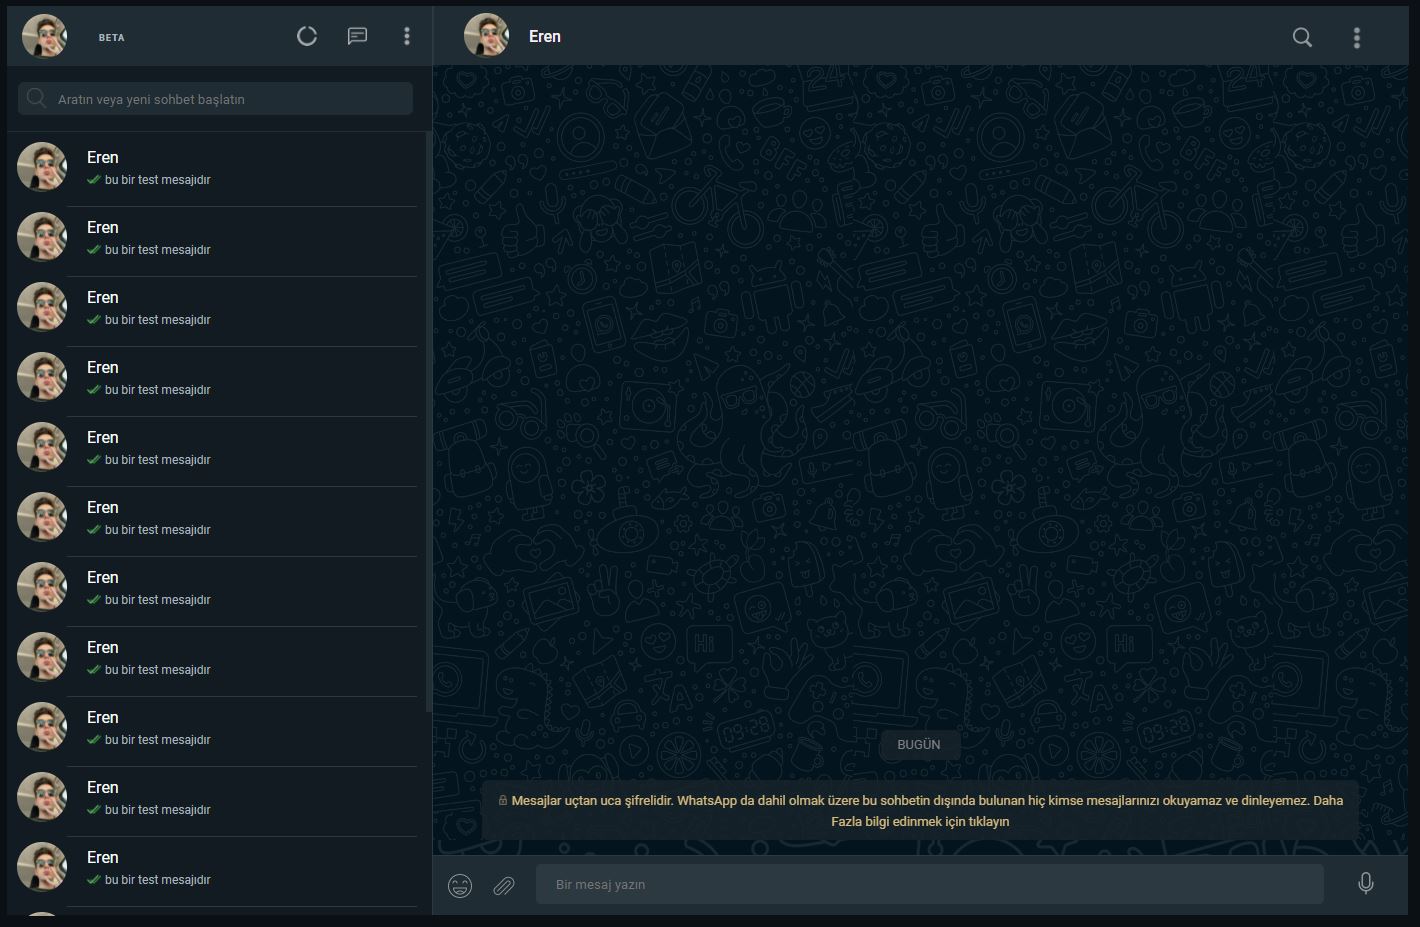 BETA
Aratın veya yeni sohbet başlatın
Eren
bu bir test mesajıdır
Eren
bu bir test mesajıdır
Eren
bu bir test mesajıdır
Eren
bu bir test mesajıdır
Eren
bu bir test mesajıdır
Eren
bu bir test mesajıdır
Eren
bu bir test mesajıdır
Eren
bu bir test mesajıdır
Eren
bu bir test mesajıdır
Eren
bu bir test mesajıdır
Eren
bu bir test mesajıdır
Eren
BUGÜN
Mesajlar uçtan uca şifrelidir. WhatsApp da dahil olmak üzere bu sohbetin dışında bulunan hiç kimse mesajlarınızı okuyamaz ve dinleyemez. Daha
Fazla bilgi edinmek için tıklayın
Bir mesaj yazın